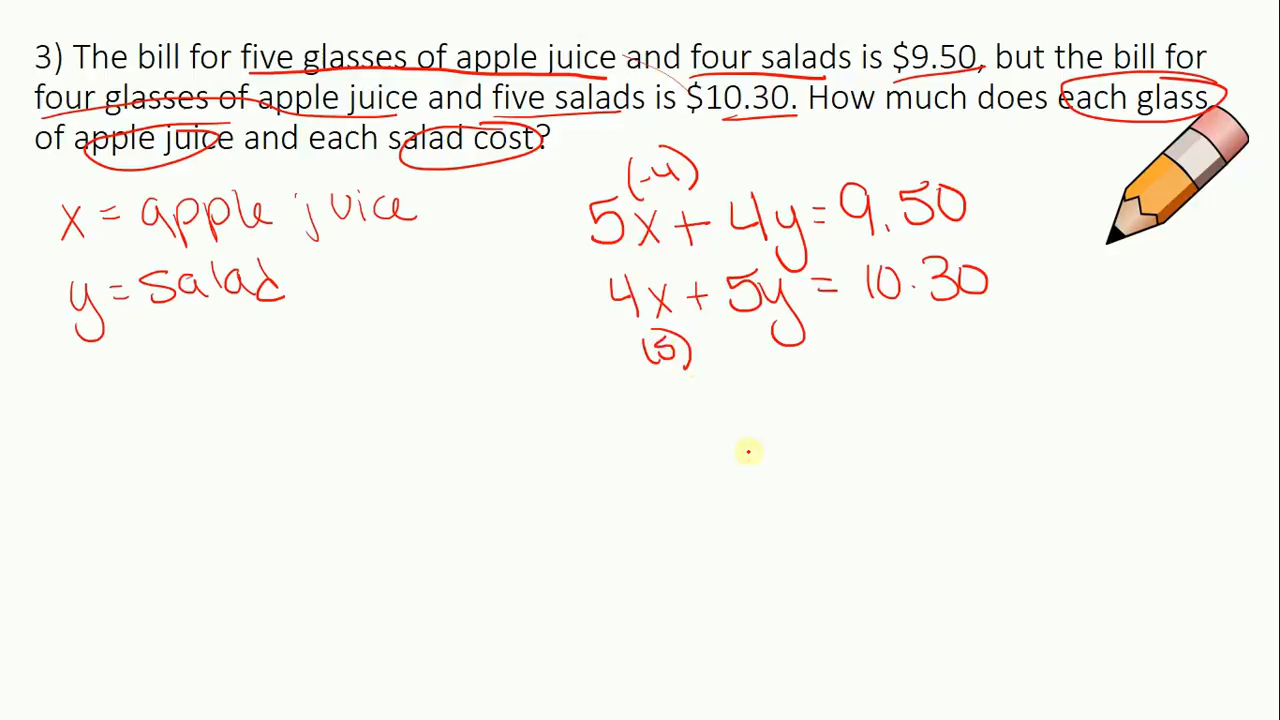 3) The bill for five glasses of apple juice and four salads is $9.50, but the bill for
four glasses of apple juice and five salads is $10.30. How much does each glass
of apple juice and each salad cost?
x = apple juice
y = salad
(-4)
5x + 4y = 9.50
4x + 5y = 10.30
(5)